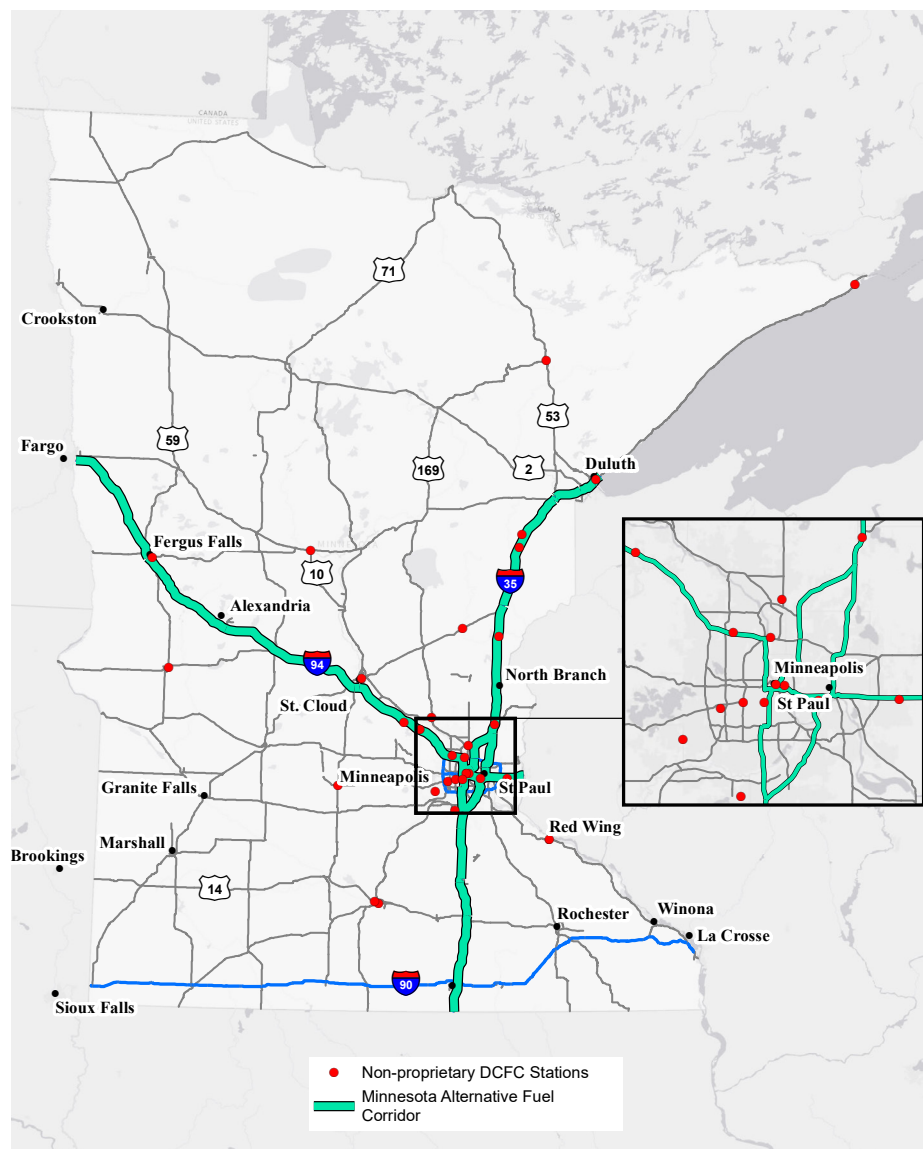 CANADA
UNITED STATES
71
Crookston
53
59
Fargo
169
2
Duluth
Fergus Falls
MINNESOTA
10
35
Alexandria
94
North Branch
St. Cloud
Minneapolis
St Paul
Minneapolis
St Paul
Granite Falls
Red Wing
Marshall
Brookings
14
Rochester
Winona
La Crosse
90
Sioux Falls
Non-proprietary DCFC Stations
Minnesota Alternative Fuel
Corridor